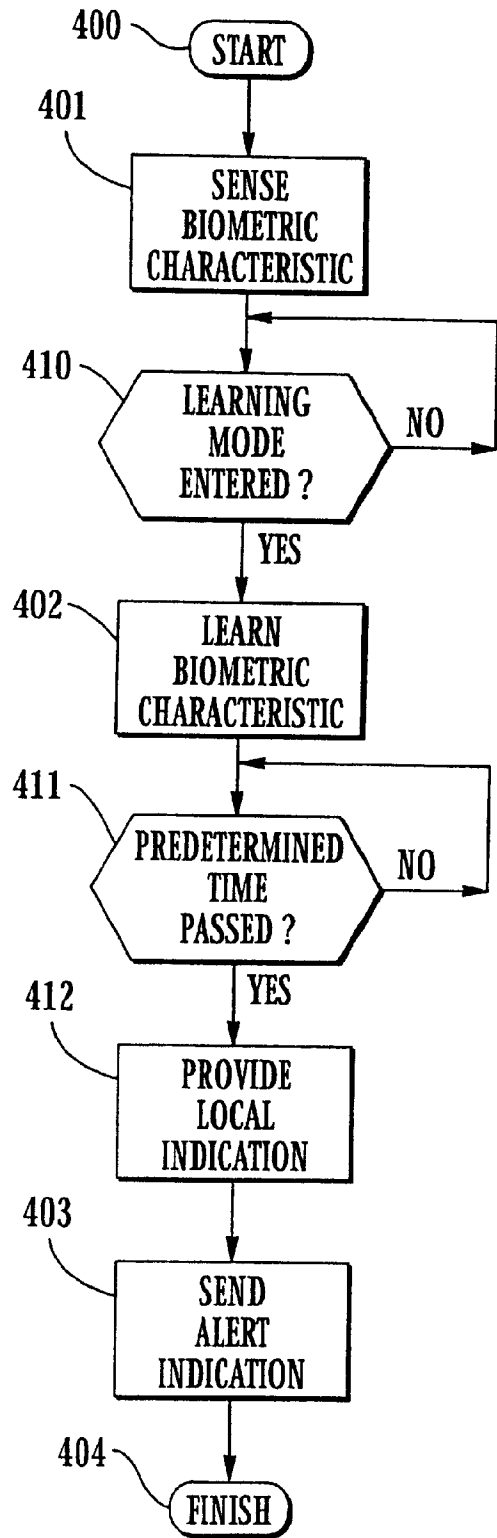 400
START
401
SENSE
BIOMETRIC
CHARACTERISTIC
410
LEARNING
MODE
ENTERED ?
NO
YES
402
LEARN
BIOMETRIC
CHARACTERISTIC
411
PREDETERMINED
TIME
PASSED ?
NO
YES
412
PROVIDE
LOCAL
INDICATION
403
SEND
ALERT
INDICATION
404
FINISH